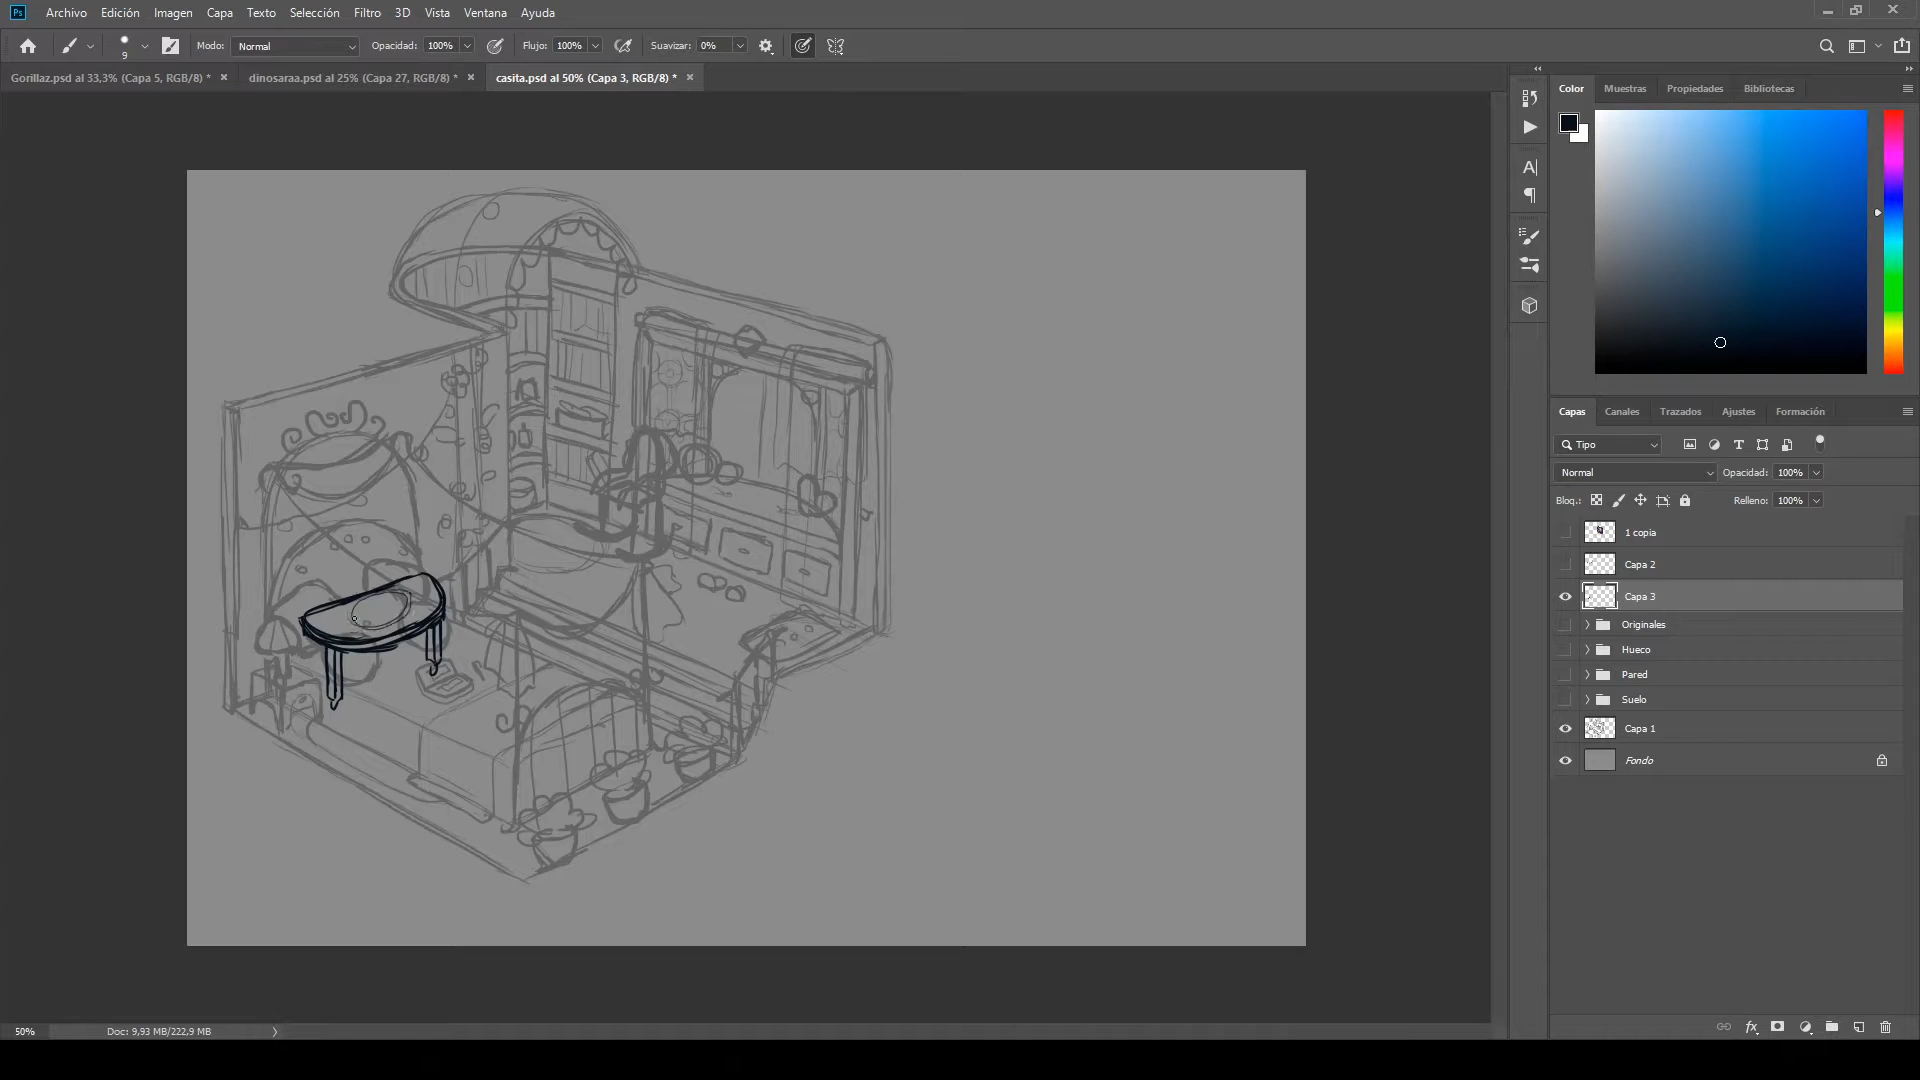 Ps Archivo Edición Imagen Capa Texto Selección Filtro 3D Vista Ventana Ayuda
9 Modo: Normal Opacidad: 100% Flujo: 100% Suavizar: 0%
Gorillaz.psd al 33,3% (Capa 5, RGB/8) * × dinosaraa.psd al 25% (Capa 27, RGB/8) * × casita.psd al 50% (Capa 3, RGB/8) * ×
Color Muestras Propiedades Bibliotecas
Capas Canales Trazados Ajustes Formación
Tipo
Normal Opacidad: 100%
Bloq.: Relleno: 100%
1 copia
Capa 2
Capa 3
Originales
Hueco
Pared
Suelo
Capa 1
Fondo
50% Doc: 9,93 MB/222,9 MB